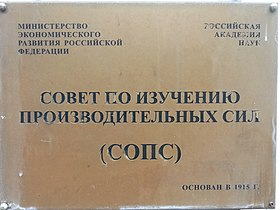 МИНИСТЕРСТВО
ЭКОНОМИЧЕСКОГО
РАЗВИТИЯ РОССИЙСКОЙ
ФЕДЕРАЦИИ
РОССИЙСКАЯ
АКАДЕМИЯ
НАУК
СОВЕТ ПО ИЗУЧЕНИЮ
ПРОИЗВОДИТЕЛЬНЫХ СИЛ
(СОПС)
ОСНОВАН В 1915 Г.